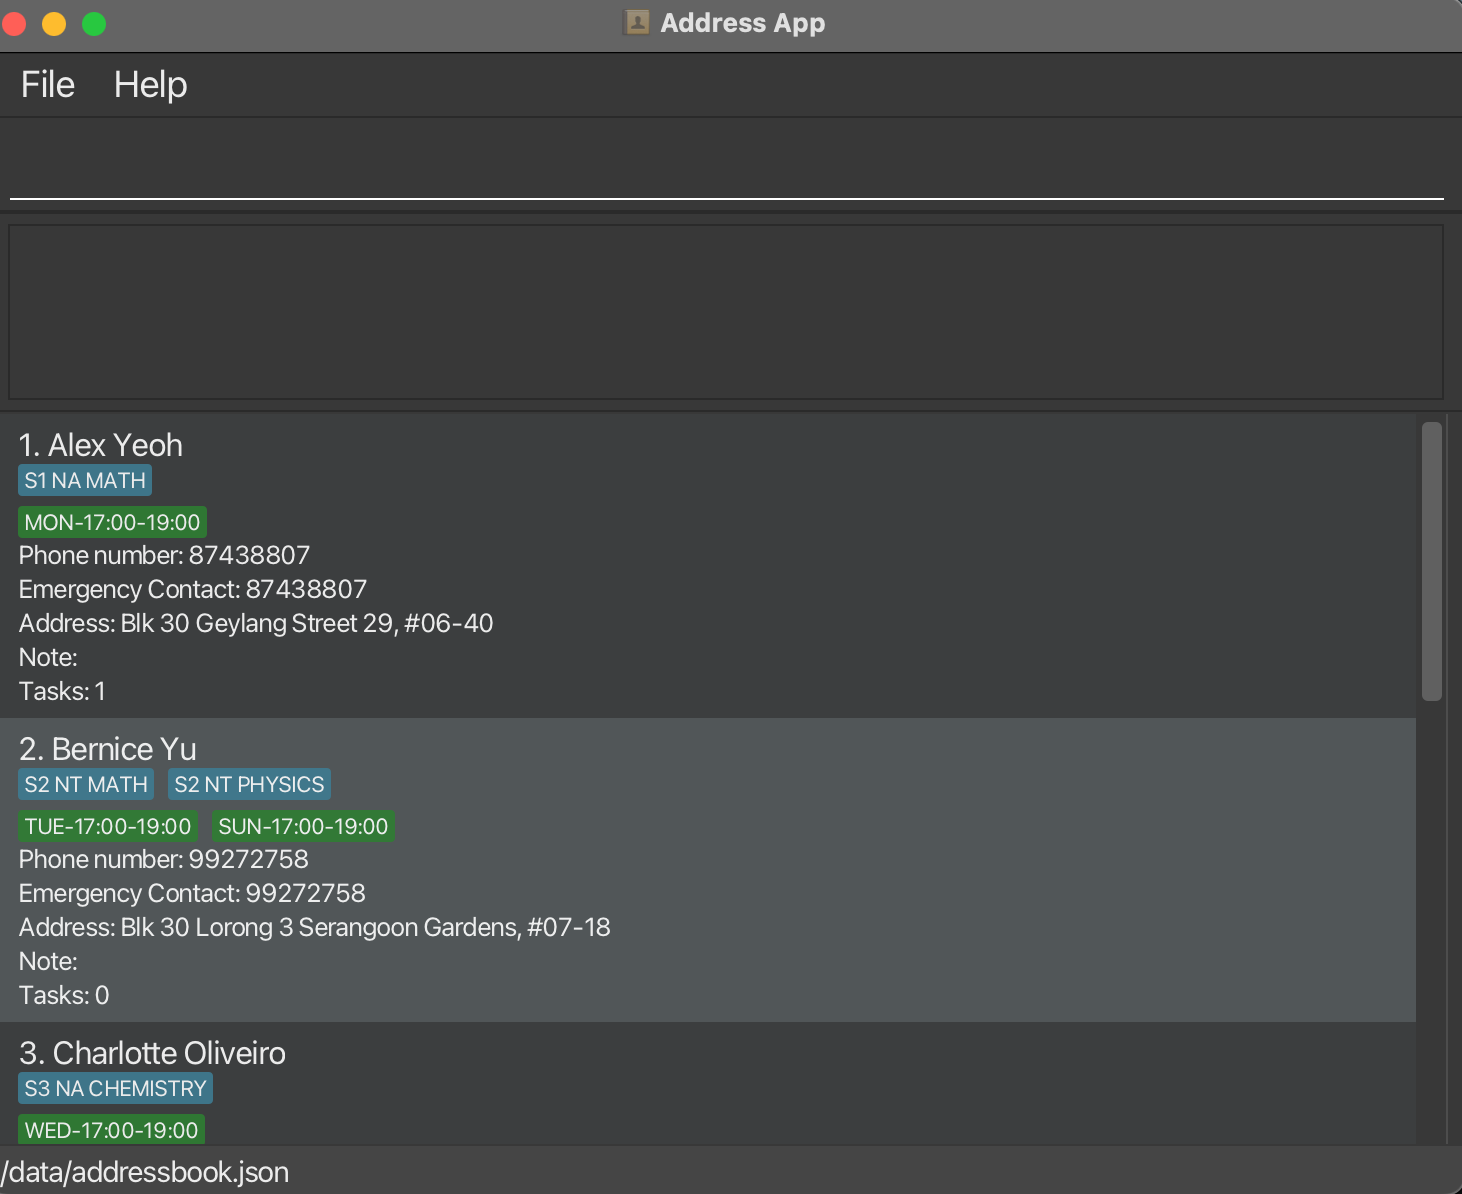 Address App
File Help
1. Alex Yeoh
S1 NA MATH
MON-17:00-19:00
Phone number: 87438807
Emergency Contact: 87438807
Address: Blk 30 Geylang Street 29, #06-40
Note:
Tasks: 1
2. Bernice Yu
S2 NT MATH S2 NT PHYSICS
TUE-17:00-19:00 SUN-17:00-19:00
Phone number: 99272758
Emergency Contact: 99272758
Address: Blk 30 Lorong 3 Serangoon Gardens, #07-18
Note:
Tasks: 0
3. Charlotte Oliveiro
S3 NA CHEMISTRY
WED-17:00-19:00
/data/addressbook.json